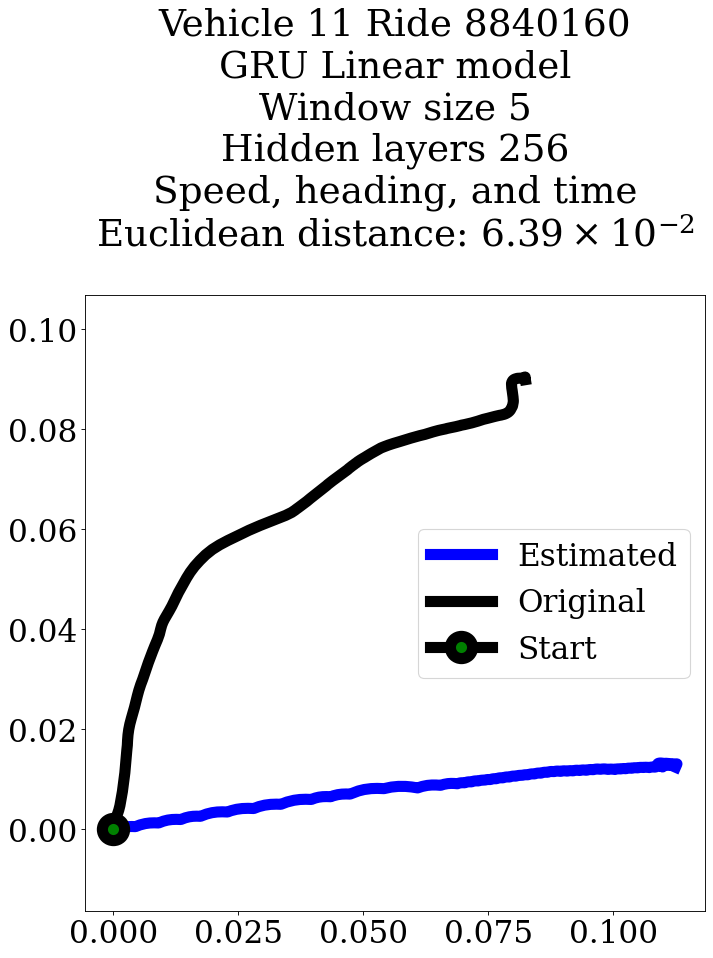 Vehicle 11 Ride 8840160
GRU Linear model
Window size 5
Hidden layers 256
Speed, heading, and time
Euclidean distance: 6.39 × 10⁻²
0.10
0.08
0.06
0.04
0.02
0.00
Estimated
Original
Start
0.000 0.025 0.050 0.075 0.100